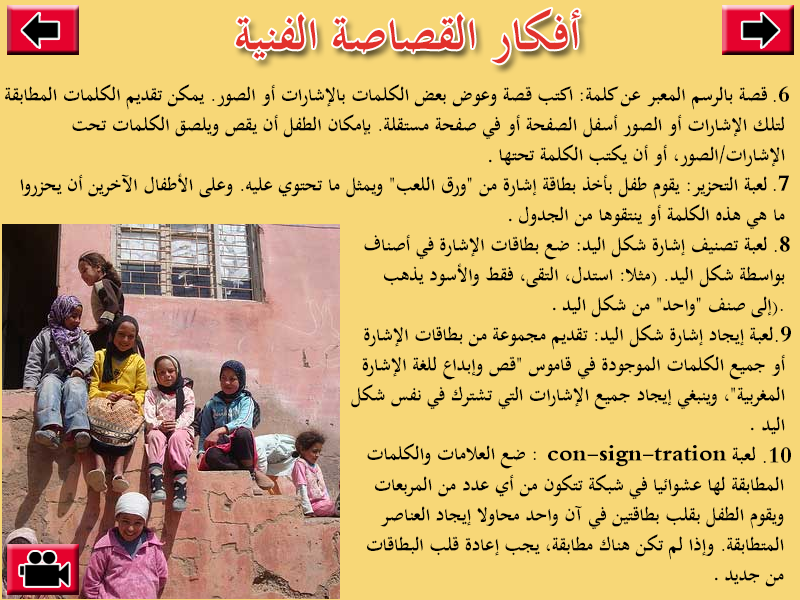 أفكار القصاصة الفنية
6. قصة بالرسم المعبر عن كلمة: اكتب قصة وعوض بعض الكلمات بالإشارات أو الصور. يمكن تقديم الكلمات المطابقة
لتلك الإشارات أو الصور أسفل الصفحة أو في صفحة مستقلة. بإمكان الطفل أن يقص ويلصق الكلمات تحت
الإشارات/الصور، أو أن يكتب الكلمة تحتها .
7. لعبة التحزير: يقوم طفل بأخذ بطاقة إشارة من "ورق اللعب" ويمثل ما تحتوي عليه. وعلى الأطفال الآخرين أن يحزروا
ما هي هذه الكلمة أو ينتقوها من الجدول .
8. لعبة تصنيف إشارة شكل اليد: ضع بطاقات الإشارة في أصناف
بواسطة شكل اليد. (مثلا: استدل، التقى، فقط والأسود يذهب
.(إلى صنف "واحد" من شكل اليد .
9.لعبة إيجاد إشارة شكل اليد: تقديم مجموعة من بطاقات الإشارة
أو جميع الكلمات الموجودة في قاموس "قص وإبداع للغة الإشارة
المغربية"، وينبغي إيجاد جميع الإشارات التي تشترك في نفس شكل
اليد .
10. لعبة con-sign-tration : ضع العلامات والكلمات
المطابقة لها عشوائيا في شبكة تتكون من أي عدد من المربعات
ويقوم الطفل بقلب بطاقتين في آن واحد محاولا إيجاد العناصر
المتطابقة. وإذا لم تكن هناك مطابقة، يجب إعادة قلب البطاقات
من جديد .